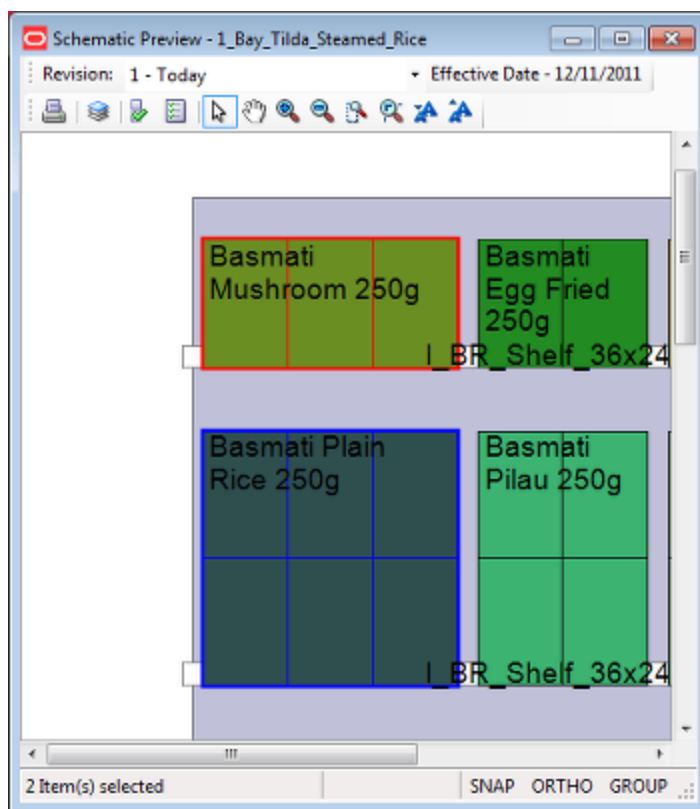 Schematic Preview - 1_Bay_Tilda_Steamed_Rice
Revision: 1 - Today Effective Date - 12/11/2011
Basmati
Mushroom 250g
Basmati
Egg Fried
250g
I_BR_Shelf_36x24
Basmati Plain
Rice 250g
Basmati
Pilau 250g
I_BR_Shelf_36x24
2 Item(s) selected SNAP ORTHO GROUP